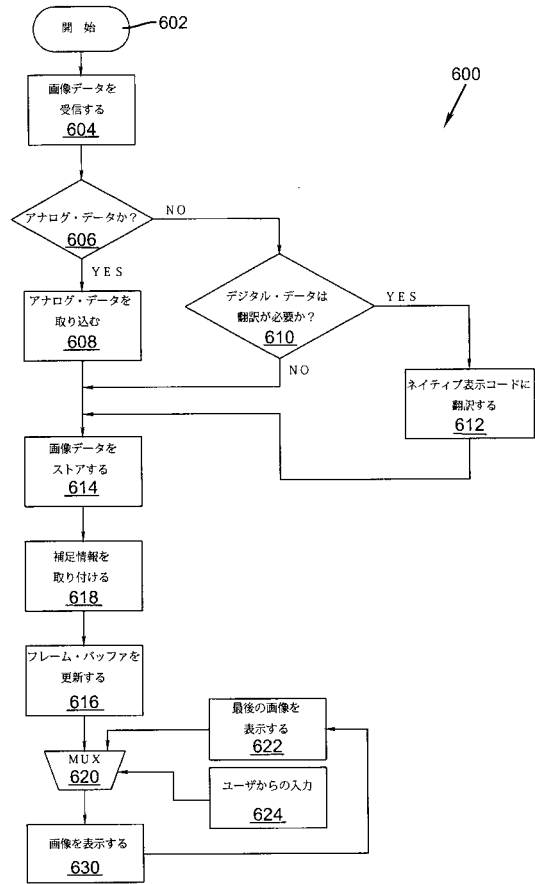 開 始
602
600
画像データを
受信する
604
アナログ・データか?
606
NO
YES
アナログ・データを
取り込む
608
デジタル・データは
翻訳が必要か?
610
YES
NO
ネイティブ表示コードに
翻訳する
612
画像データを
ストアする
614
補足情報を
取り付ける
618
フレーム・バッファを
更新する
616
最後の画像を
表示する
622
MUX
620
ユーザからの入力
624
画像を表示する
630